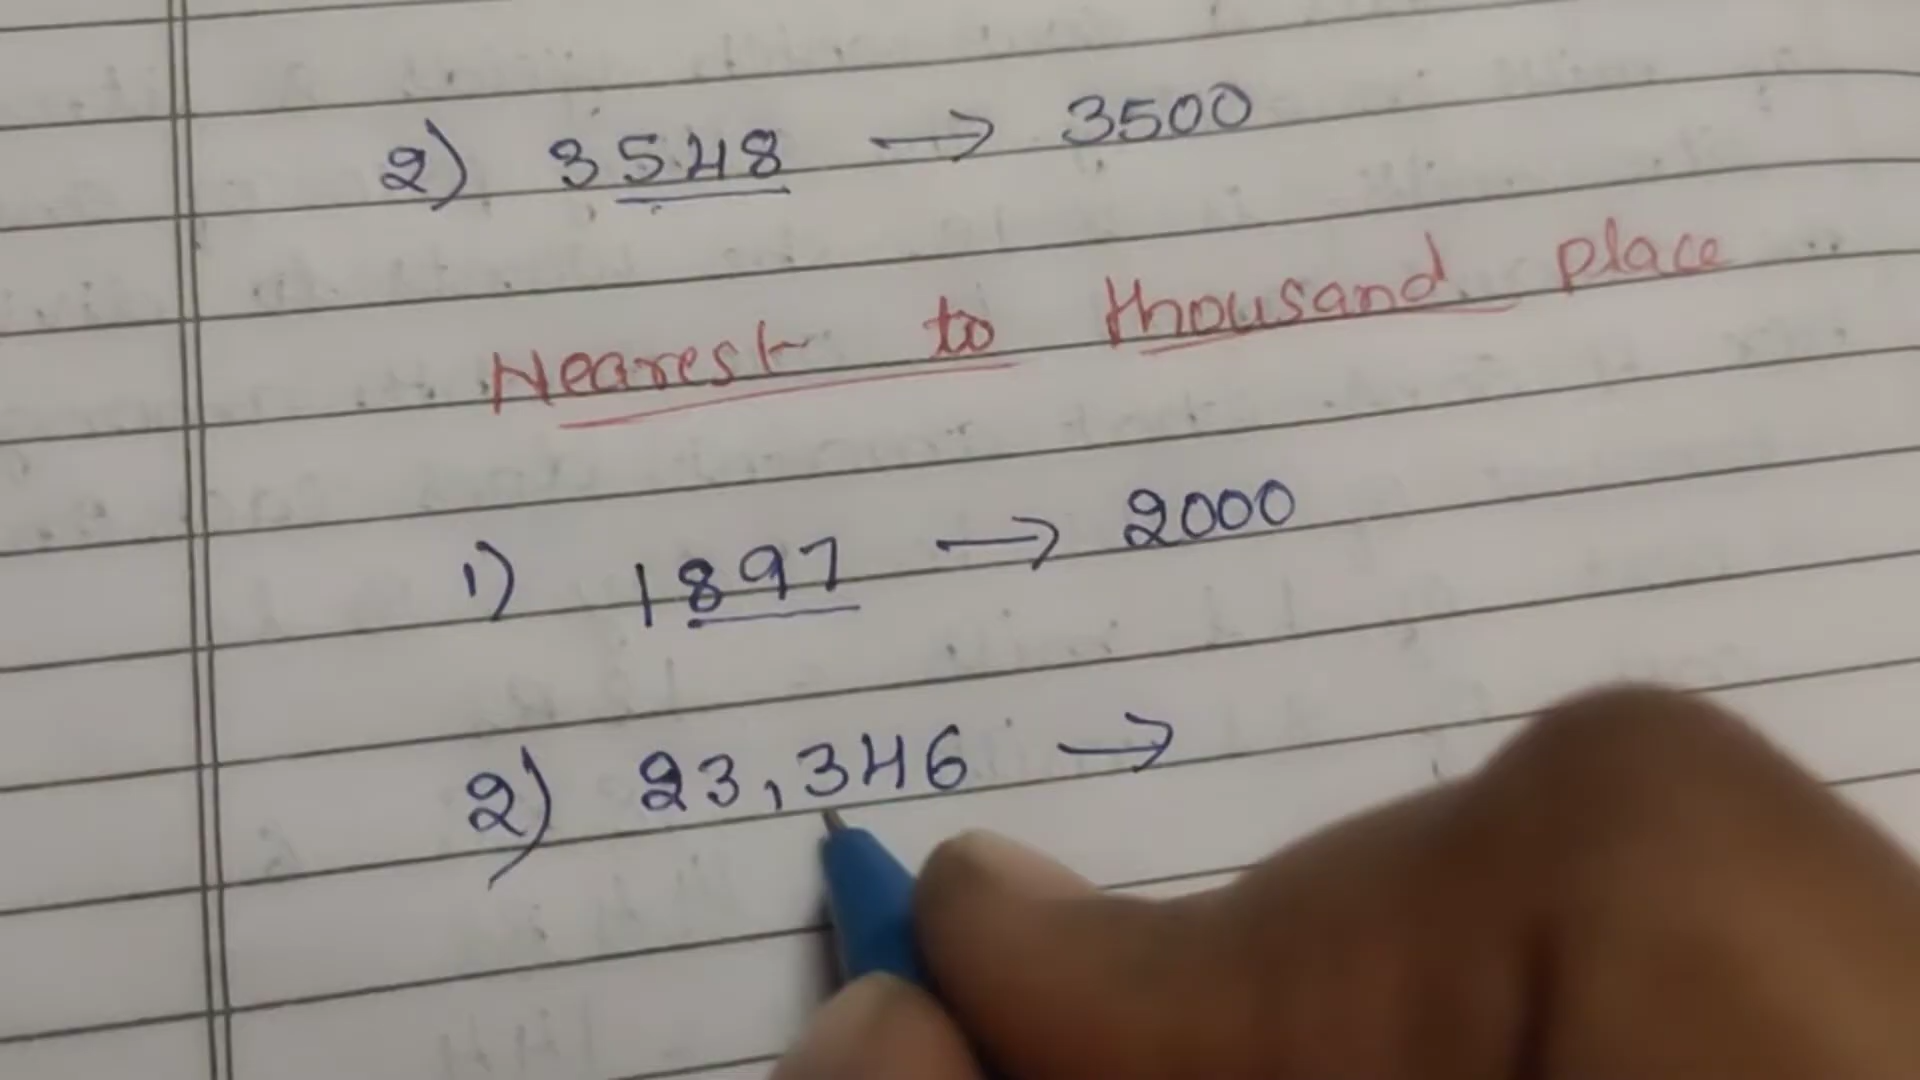 2) 3548 → 3500
Nearest to thousand place
1) 1897 → 2000
2) 23,346 →